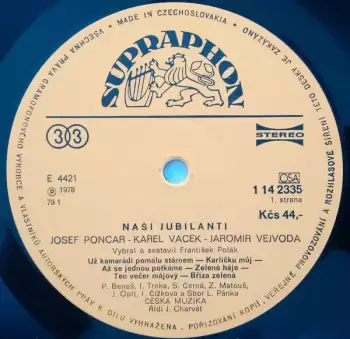 MADE IN CZECHOSLOVAKIA • VŠECHNA PRÁVA GRAMOFONOVÉHO VÝROBCE A VLASTNÍKŮ AUTORSKÝCH PRÁV K DÍLU VYHRAŽENA. POŘIZOVÁNÍ KOPIÍ, VEŘEJNÉ PROVOZOVÁNÍ A ROZHLASOVÉ ŠÍŘENÍ TÉTO DESKY JE ZAKÁZÁNO
SUPRAPHON
33
STEREO
E 4421
Ⓟ 1978
79 1
OSA
1 14 2335
1. strana
Kčs 44,-
NAŠI JUBILANTI
JOSEF PONCAR - KAREL VACEK - JAROMÍR VEJVODA
Vybral a sestavil František Polák
Už kamarádi pomalu stárnem — Karličku můj —
Až se jednou potkáme — Zelené háje —
Ten večer májový — Bříza zelená
P. Beneš, I. Trnka, S. Černá, Z. Matouš,
J. Opit, I. Čížková a Sbor L. Pánka
ČESKÁ MUZIKA
Řídí J. Charvát